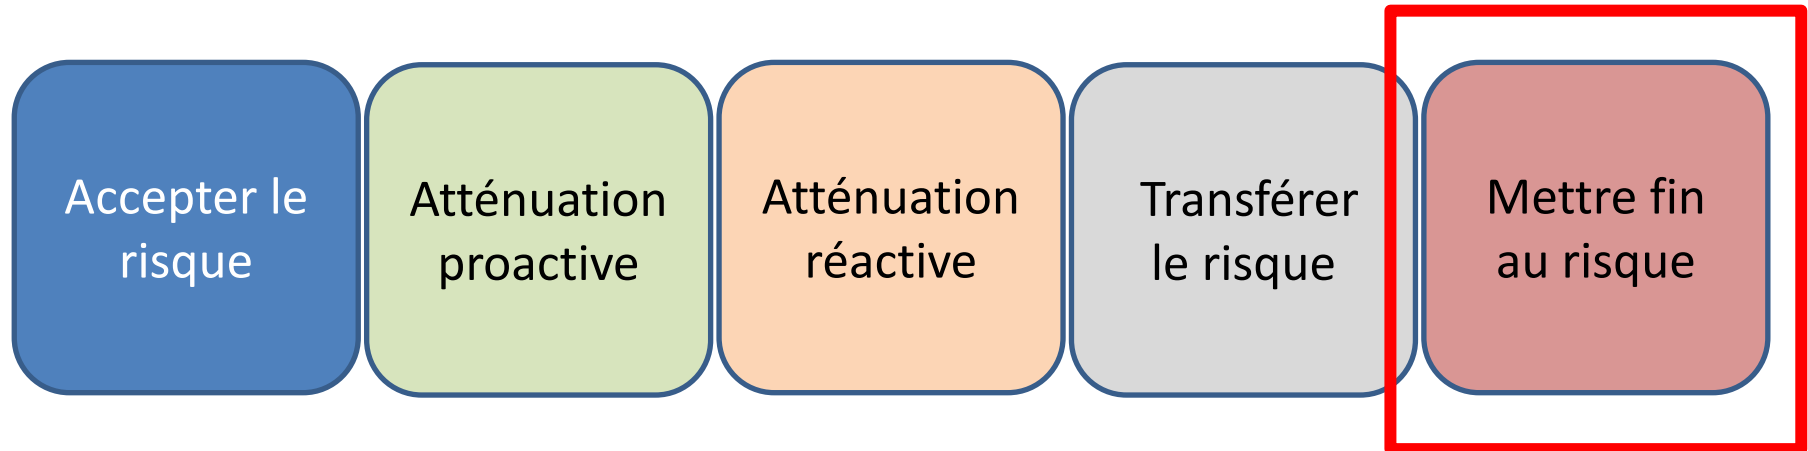 Accepter le
risque
Atténuation
proactive
Atténuation
réactive
Transférer
le risque
Mettre fin
au risque